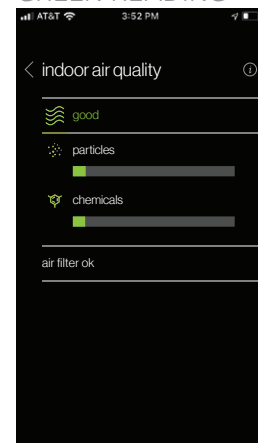 AT&T 3:52 PM
indoor air quality
good
particles
chemicals
air filter ok